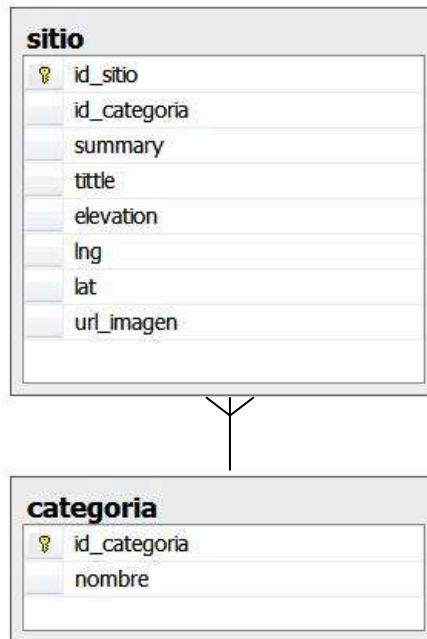 sitio
id_sitio
id_categoria
summary
tittle
elevation
lng
lat
url_imagen
categoria
id_categoria
nombre